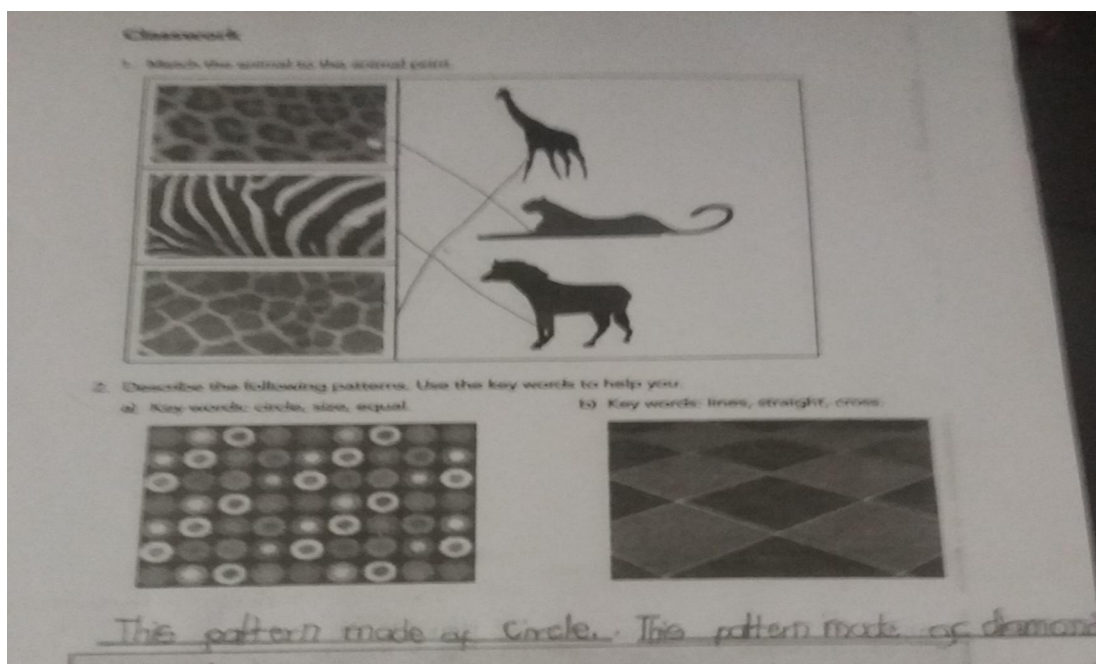 Classwork
1. Match the animal to the animal print.
2. Describe the following patterns. Use the key words to help you.
a) Key words: circle, size, equal.
b) Key words: lines, straight, cross.
This pattern made of Circle. This pattern made of diamond